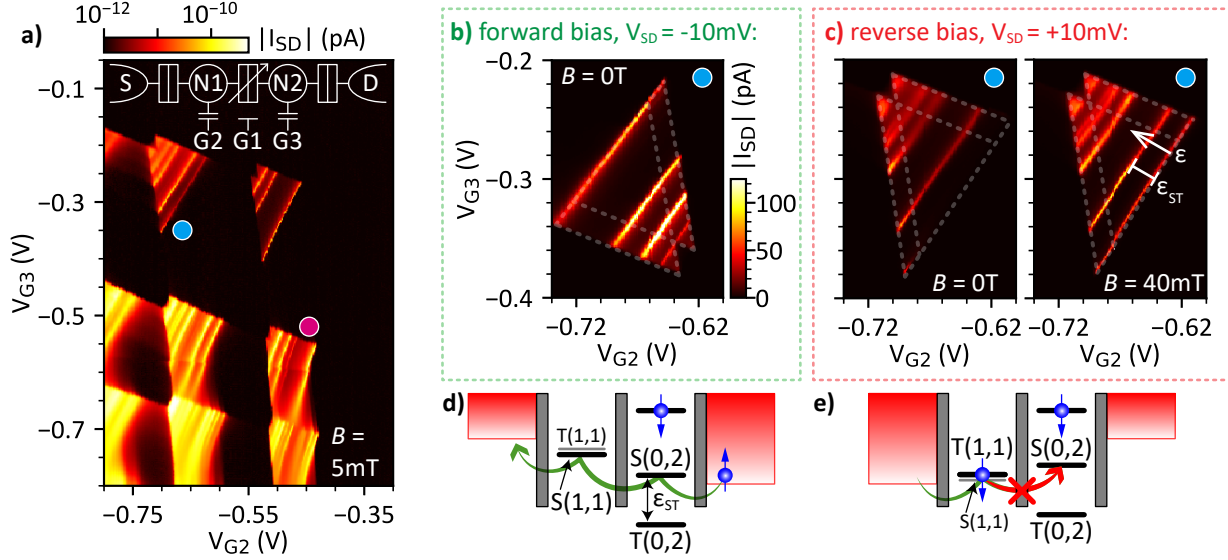 a)
10⁻¹² 10⁻¹⁰
|I_SD| (pA)
S N1 N2 D
G2 G1 G3
−0.1
−0.3
−0.5
−0.7
V_G3 (V)
B = 5mT
−0.75 −0.55 −0.35
V_G2 (V)
b) forward bias, V_SD = -10mV:
B = 0T
−0.2
−0.3
−0.4
V_G3 (V)
|I_SD| (pA)
100
50
0
−0.72 −0.62
V_G2 (V)
c) reverse bias, V_SD = +10mV:
ε
ε_ST
B = 0T
B = 40mT
−0.72 −0.62
V_G2 (V)
−0.72 −0.62
V_G2 (V)
d)
T(1,1)
S(0,2)
S(1,1)
ε_ST
T(0,2)
e)
T(1,1)
S(0,2)
S(1,1)
T(0,2)